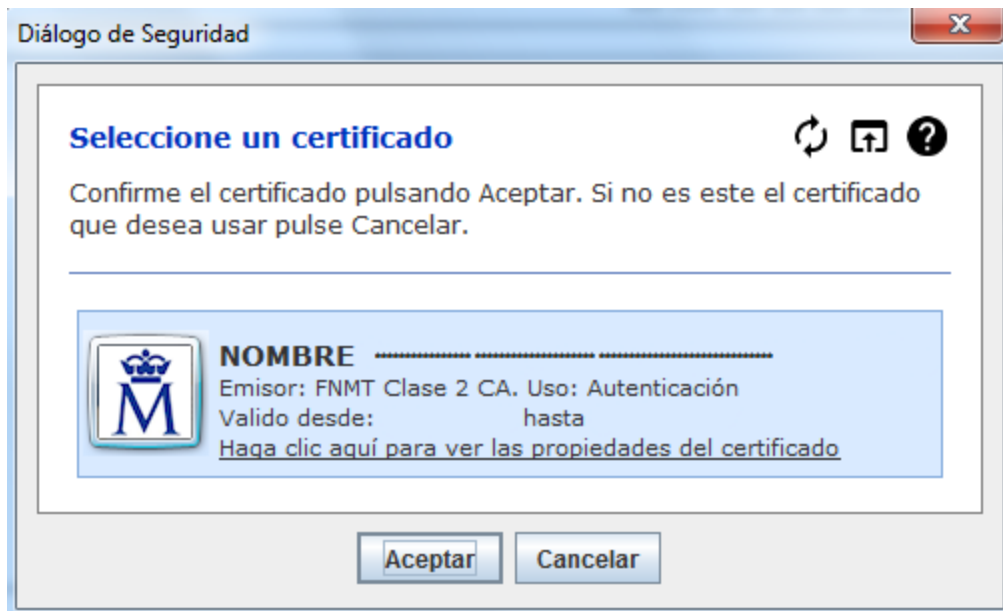 Diálogo de Seguridad
Seleccione un certificado
Confirme el certificado pulsando Aceptar. Si no es este el certificado
que desea usar pulse Cancelar.
M
NOMBRE
Emisor: FNMT Clase 2 CA. Uso: Autenticación
Valido desde: hasta
Haga clic aquí para ver las propiedades del certificado
Aceptar Cancelar